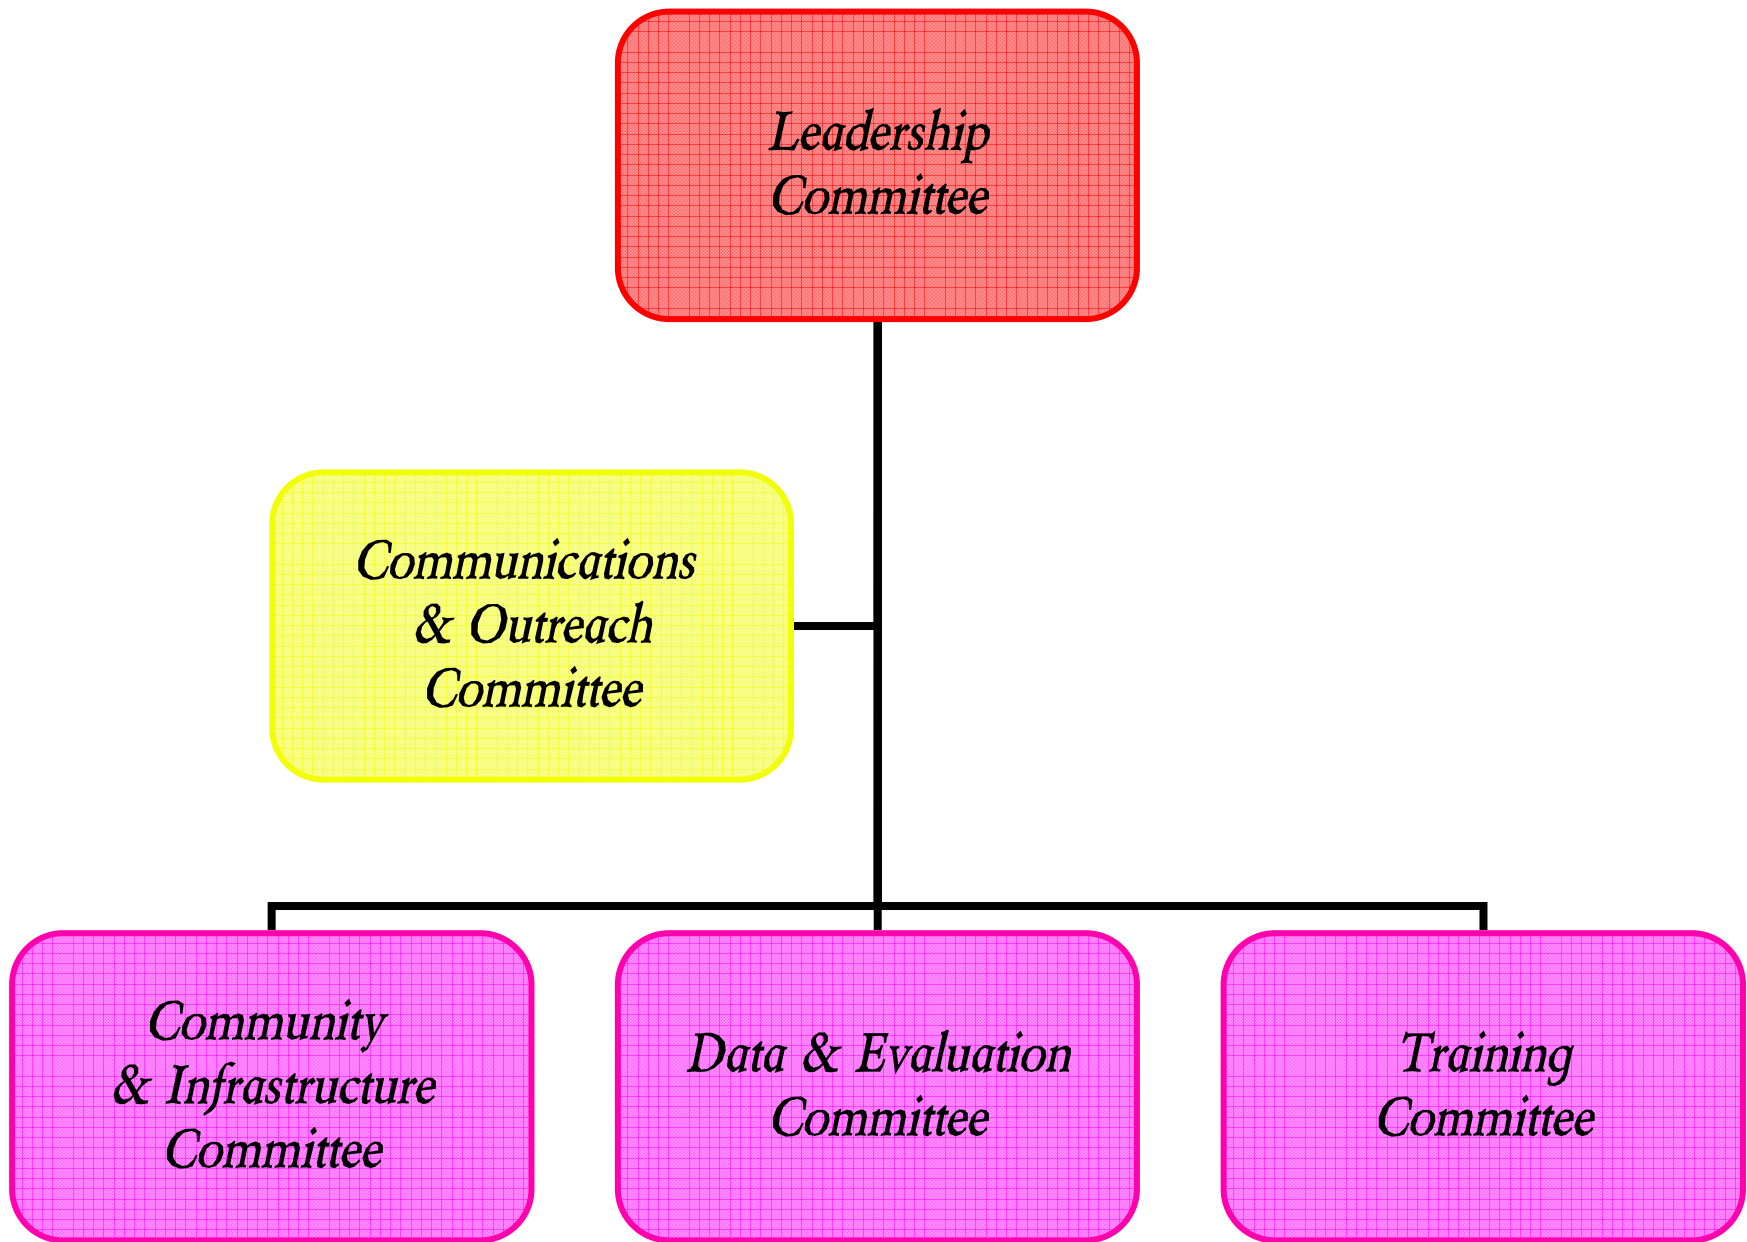 Leadership
Committee
Communications
& Outreach
Committee
Community
& Infrastructure
Committee
Data & Evaluation
Committee
Training
Committee